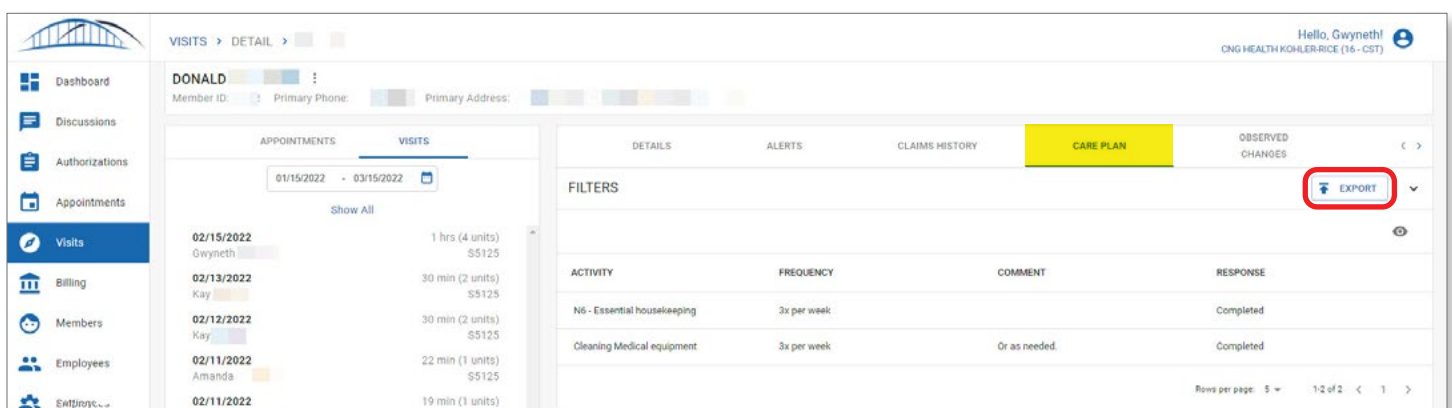 VISITS > DETAIL >
Hello, Gwyneth!
CNG HEALTH KOHLER-RICE (16 - CST)
Dashboard
Discussions
Authorizations
Appointments
Visits
Billing
Members
Employees
DONALD
Member ID: Primary Phone: Primary Address:
APPOINTMENTS VISITS
01/15/2022 - 03/15/2022
Show All
02/15/2022 1 hrs (4 units)
Gwyneth S5125
02/13/2022 30 min (2 units)
Kay S5125
02/12/2022 30 min (2 units)
Kay S5125
02/11/2022 22 min (1 units)
Amanda S5125
02/11/2022 19 min (1 units)
DETAILS ALERTS CLAIMS HISTORY CARE PLAN OBSERVED
CHANGES < >
FILTERS EXPORT
ACTIVITY FREQUENCY COMMENT RESPONSE
N6 - Essential housekeeping 3x per week Completed
Cleaning Medical equipment 3x per week Or as needed. Completed
Rows per page: 5 1-2 of 2 < 1 >